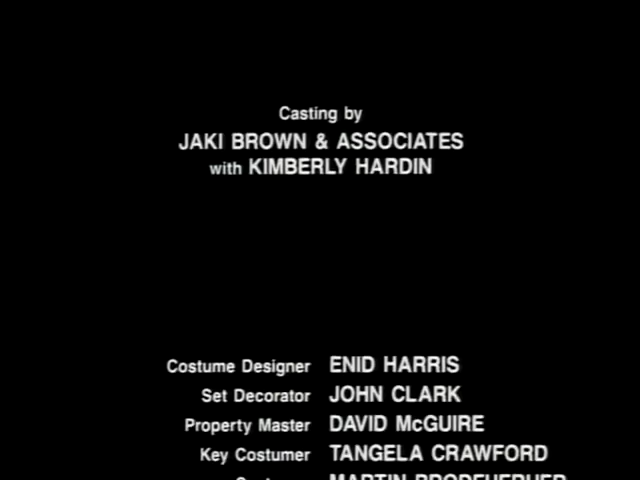 Casting by
JAKI BROWN & ASSOCIATES
with KIMBERLY HARDIN
Costume Designer ENID HARRIS
Set Decorator JOHN CLARK
Property Master DAVID McGUIRE
Key Costumer TANGELA CRAWFORD
MARTIN